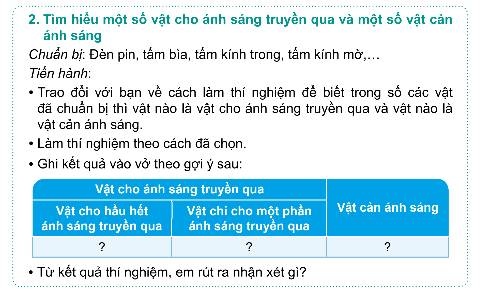 2. Tìm hiểu một số vật cho ánh sáng truyền qua và một số vật cản
ánh sáng
Chuẩn bị: Đèn pin, tấm bìa, tấm kính trong, tấm kính mờ,...
Tiến hành:
• Trao đổi với bạn về cách làm thí nghiệm để biết trong số các vật
đã chuẩn bị thì vật nào là vật cho ánh sáng truyền qua và vật nào là
vật cản ánh sáng.
• Làm thí nghiệm theo cách đã chọn.
• Ghi kết quả vào vở theo gợi ý sau:
Vật cho ánh sáng truyền qua
Vật cản ánh sáng
Vật cho hầu hết
ánh sáng truyền qua
Vật chỉ cho một phần
ánh sáng truyền qua
? ? ?
• Từ kết quả thí nghiệm, em rút ra nhận xét gì?